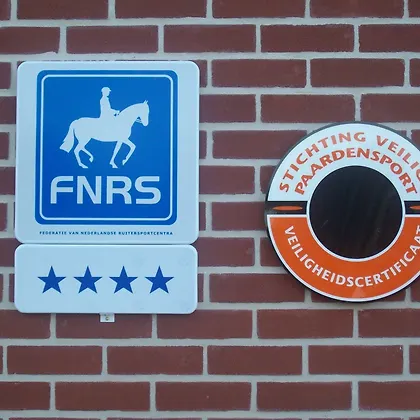 FNRS
FEDERATIE VAN NEDERLANDSE RUITERSPORTCENTRA
STICHTING VEILIG
PAARDENSPORT
VEILIGHEIDSCERTIFICAAT